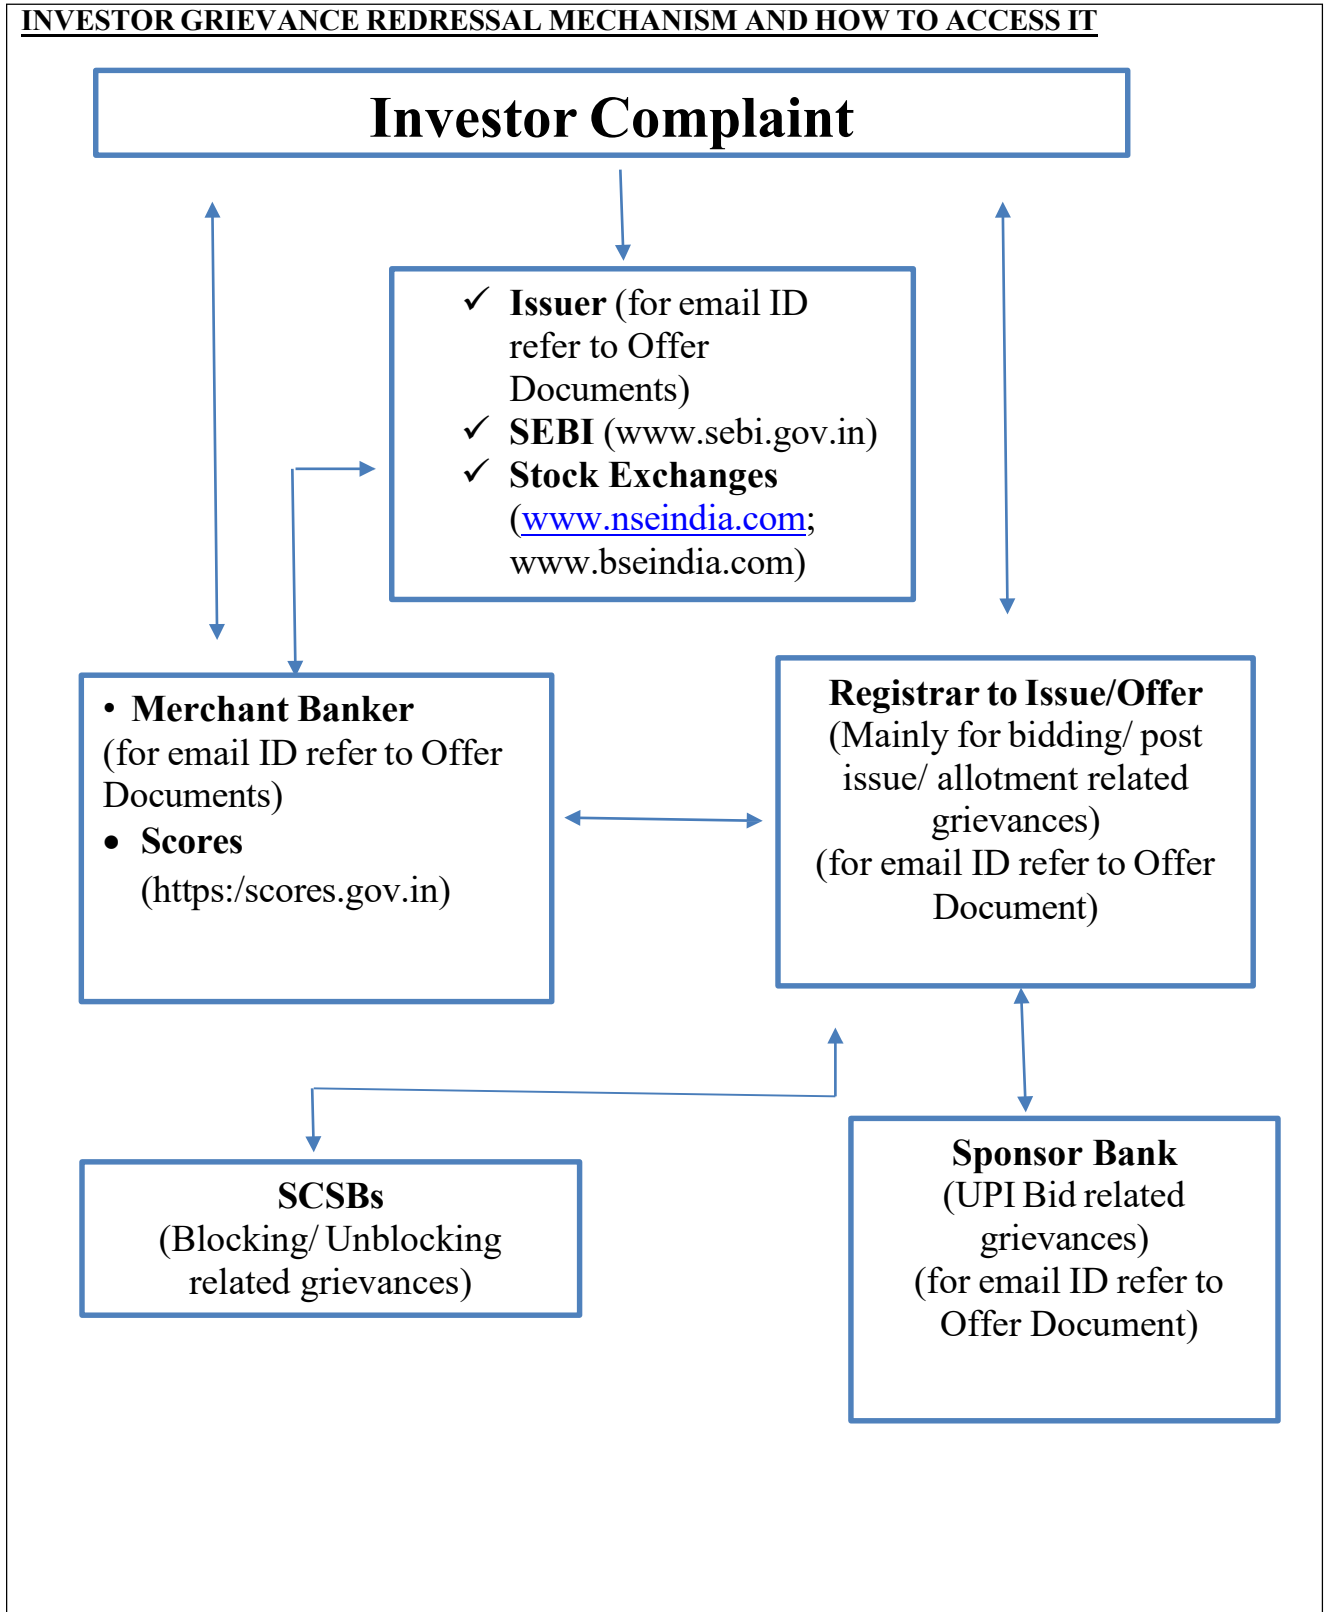 INVESTOR GRIEVANCE REDRESSAL MECHANISM AND HOW TO ACCESS IT
Investor Complaint
✓ Issuer (for email ID
refer to Offer
Documents)
✓ SEBI (www.sebi.gov.in)
✓ Stock Exchanges
(www.nseindia.com;
www.bseindia.com)
• Merchant Banker
(for email ID refer to Offer
Documents)
• Scores
(https:/scores.gov.in)
Registrar to Issue/Offer
(Mainly for bidding/ post
issue/ allotment related
grievances)
(for email ID refer to Offer
Document)
SCSBs
(Blocking/ Unblocking
related grievances)
Sponsor Bank
(UPI Bid related
grievances)
(for email ID refer to
Offer Document)